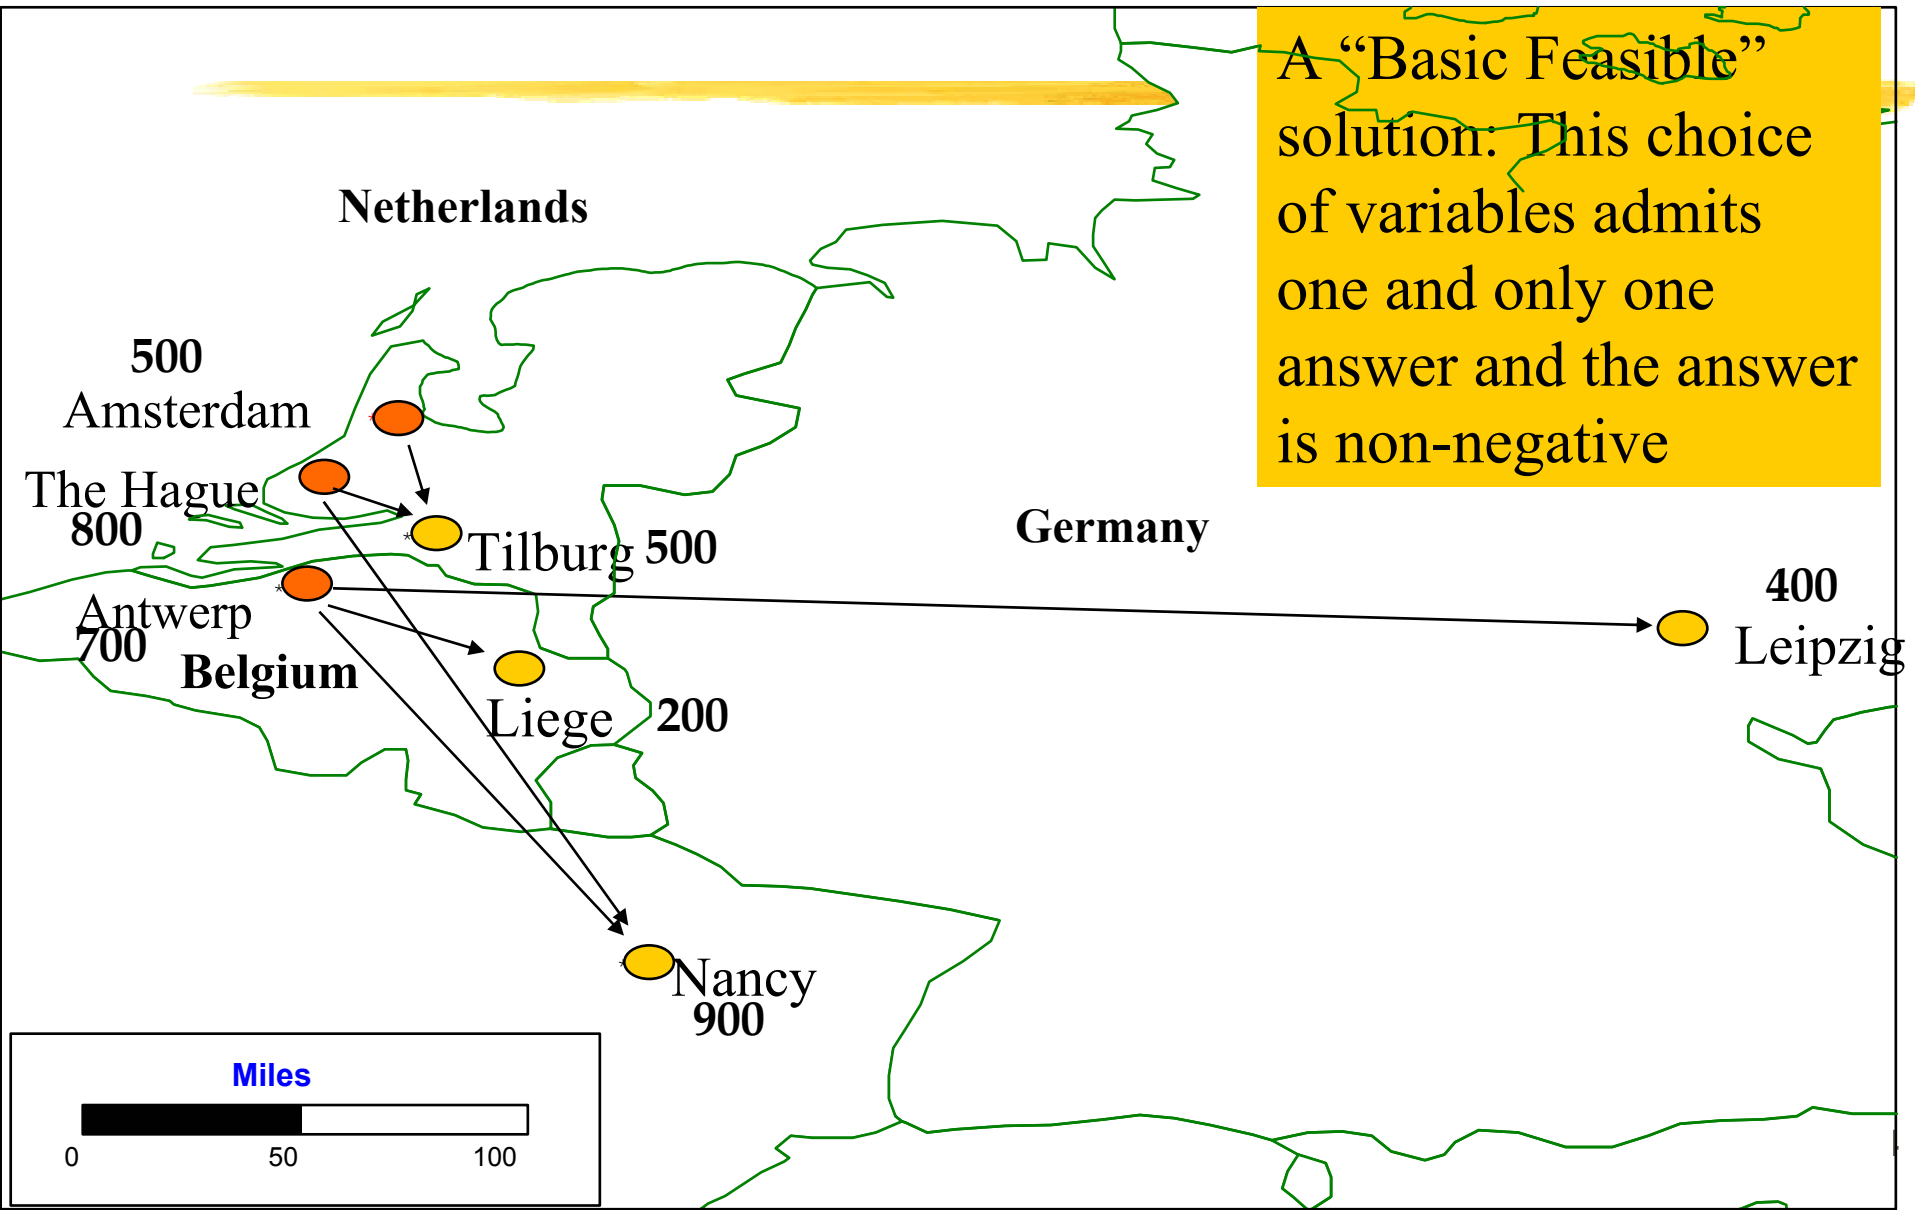 A “Basic Feasible”
solution: This choice
of variables admits
one and only one
answer and the answer
is non-negative
Netherlands
500
Amsterdam
The Hague
800
Tilburg 500
Germany
Antwerp
700
Belgium
400
Leipzig
Liege 200
Nancy
900
Miles
0 50 100